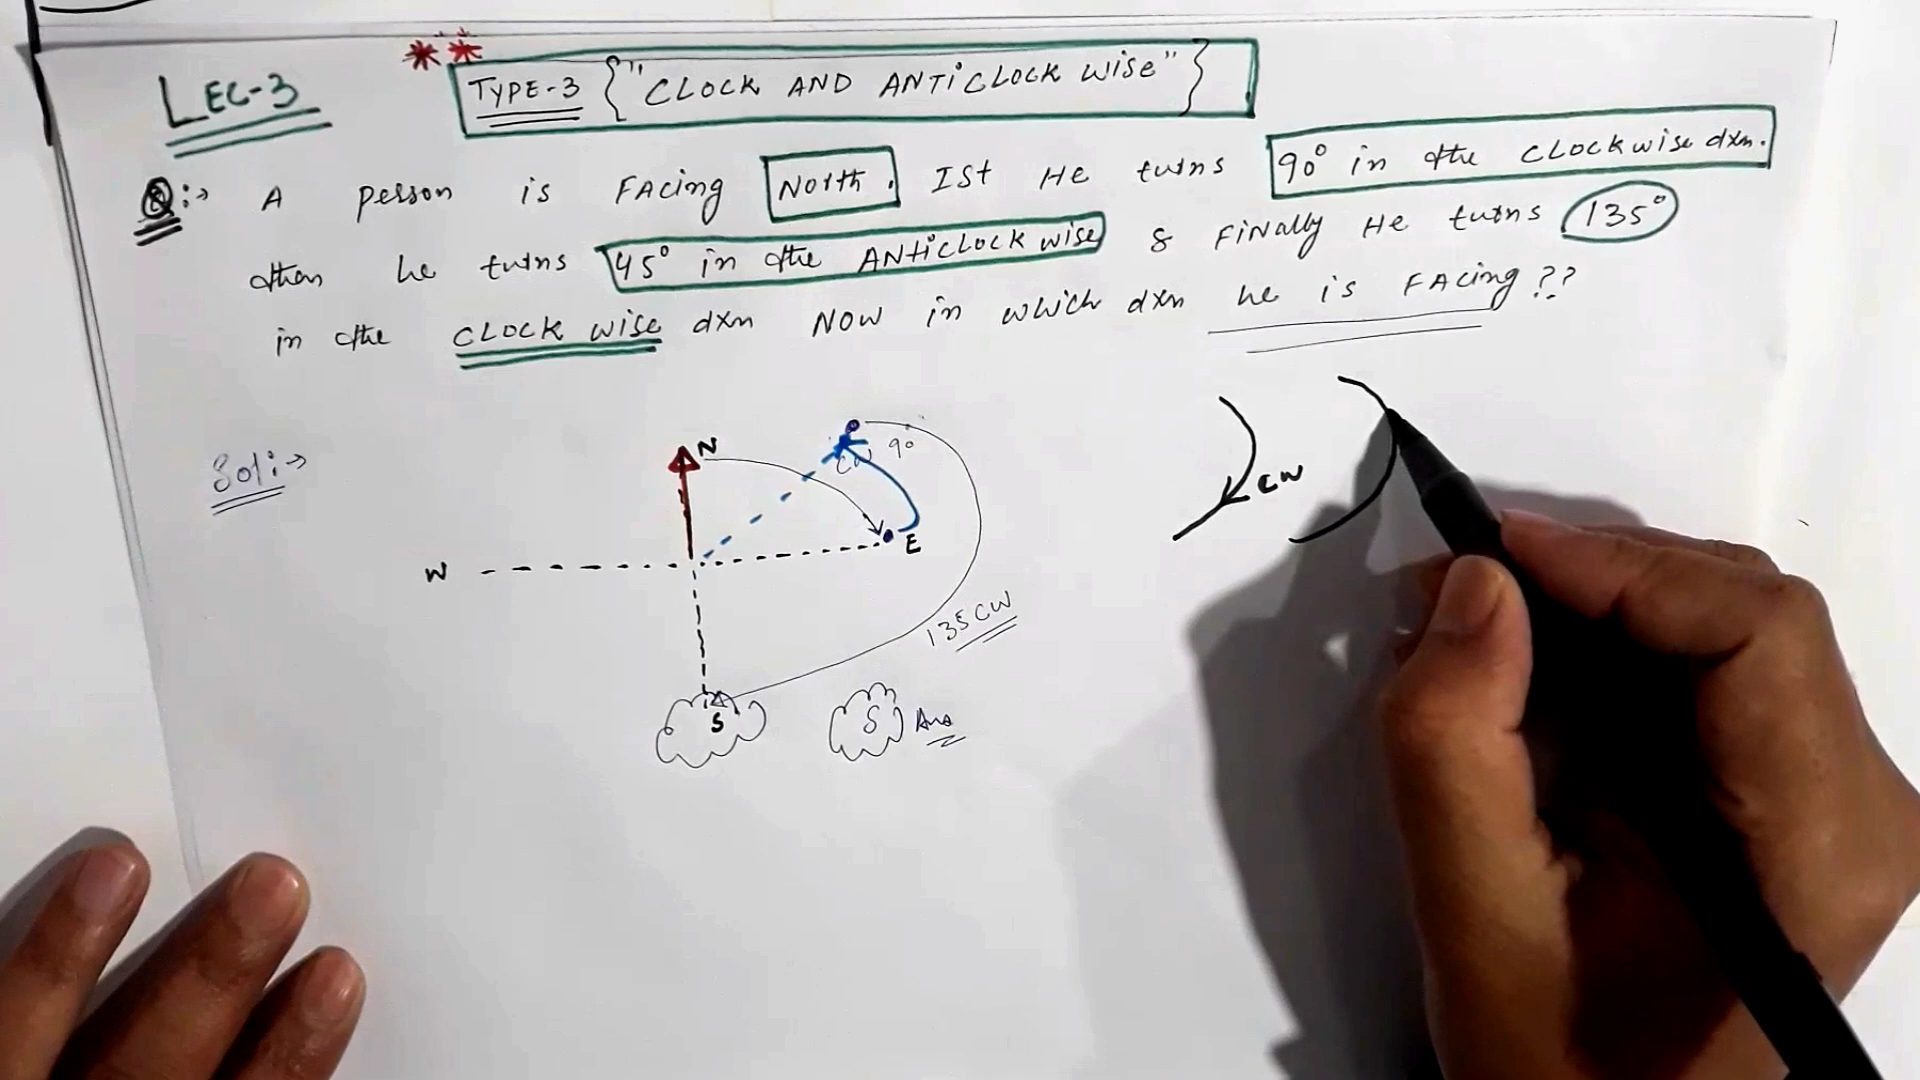 LEC-3
TYPE-3 {"CLOCK AND ANTICLOCK WISE"}
Q:→ A person is FACING North. Ist He turns 90° in the CLOCKWISE dxn.
then he turns 45° in the ANTICLOCKWISE & FINALLY He turns 135°
in the CLOCK WISE dxn NOW in which dxn he is FACING??
Sol:→
N
CW 90°
CW
E
W
135 CW
S
S Ans